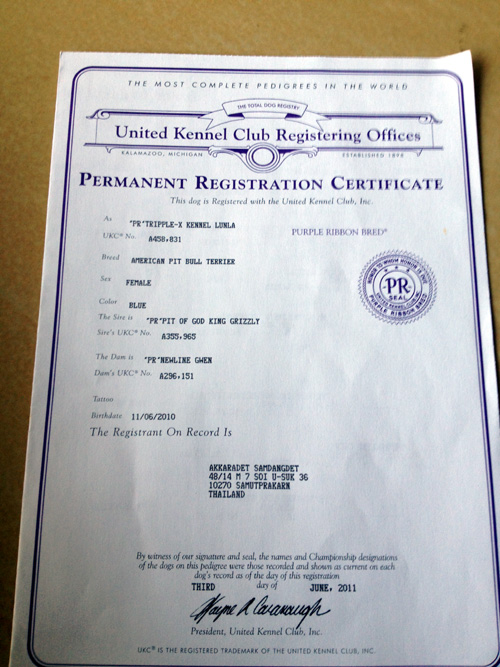 THE MOST COMPLETE PEDIGREES IN THE WORLD
THE TOTAL DOG REGISTRY
United Kennel Club Registering Offices
KALAMAZOO, MICHIGAN ESTABLISHED 1898
PERMANENT REGISTRATION CERTIFICATE
This dog is Registered with the United Kennel Club, Inc.
As 'PR'TRIPPLE-X KENNEL LUNLA
UKC® No. A458,831
PURPLE RIBBON BRED®
Breed AMERICAN PIT BULL TERRIER
Sex FEMALE
Color BLUE
The Sire is 'PR'PIT OF GOD KING GRIZZLY
Sire's UKC® No. A355,965
PR
SEAL
PURPLE RIBBON BRED
The Dam is 'PR'NEWLINE GWEN
Dam's UKC® No. A296,151
Tattoo
Birthdate 11/06/2010
The Registrant On Record Is
AKKARADET SAMDANGDET
48/14 M 7 SOI U-SUK 36
10270 SAMUTPRAKARN
THAILAND
By witness of our signature and seal, the names and Championship designations
of the dogs on this pedigree were those recorded and shown as current on each
dog's record as of the day of this registration
THIRD day of JUNE, 2011
Wayne R Cavanaugh
President, United Kennel Club, Inc.
UKC® IS THE REGISTERED TRADEMARK OF THE UNITED KENNEL CLUB, INC.